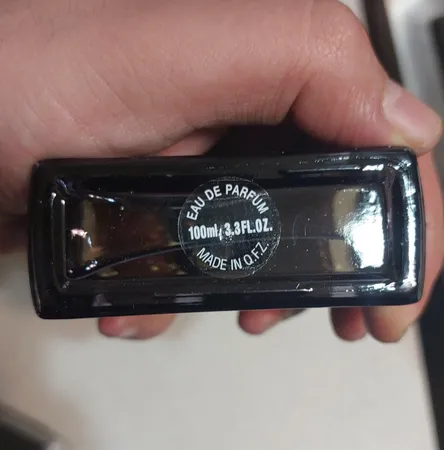 EAU DE PARFUM
100ml, 3.3FL.OZ.
MADE IN Q.F.Z.